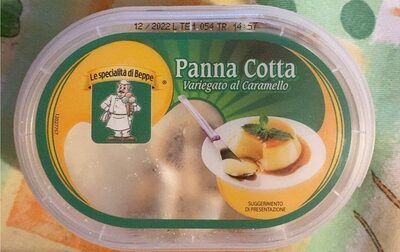 12/2022 L TE 1 054 TR 14:57
Le specialità di Beppe
Panna Cotta
Variegato al Caramello
SUGGERIMENTO
DI PRESENTAZIONE